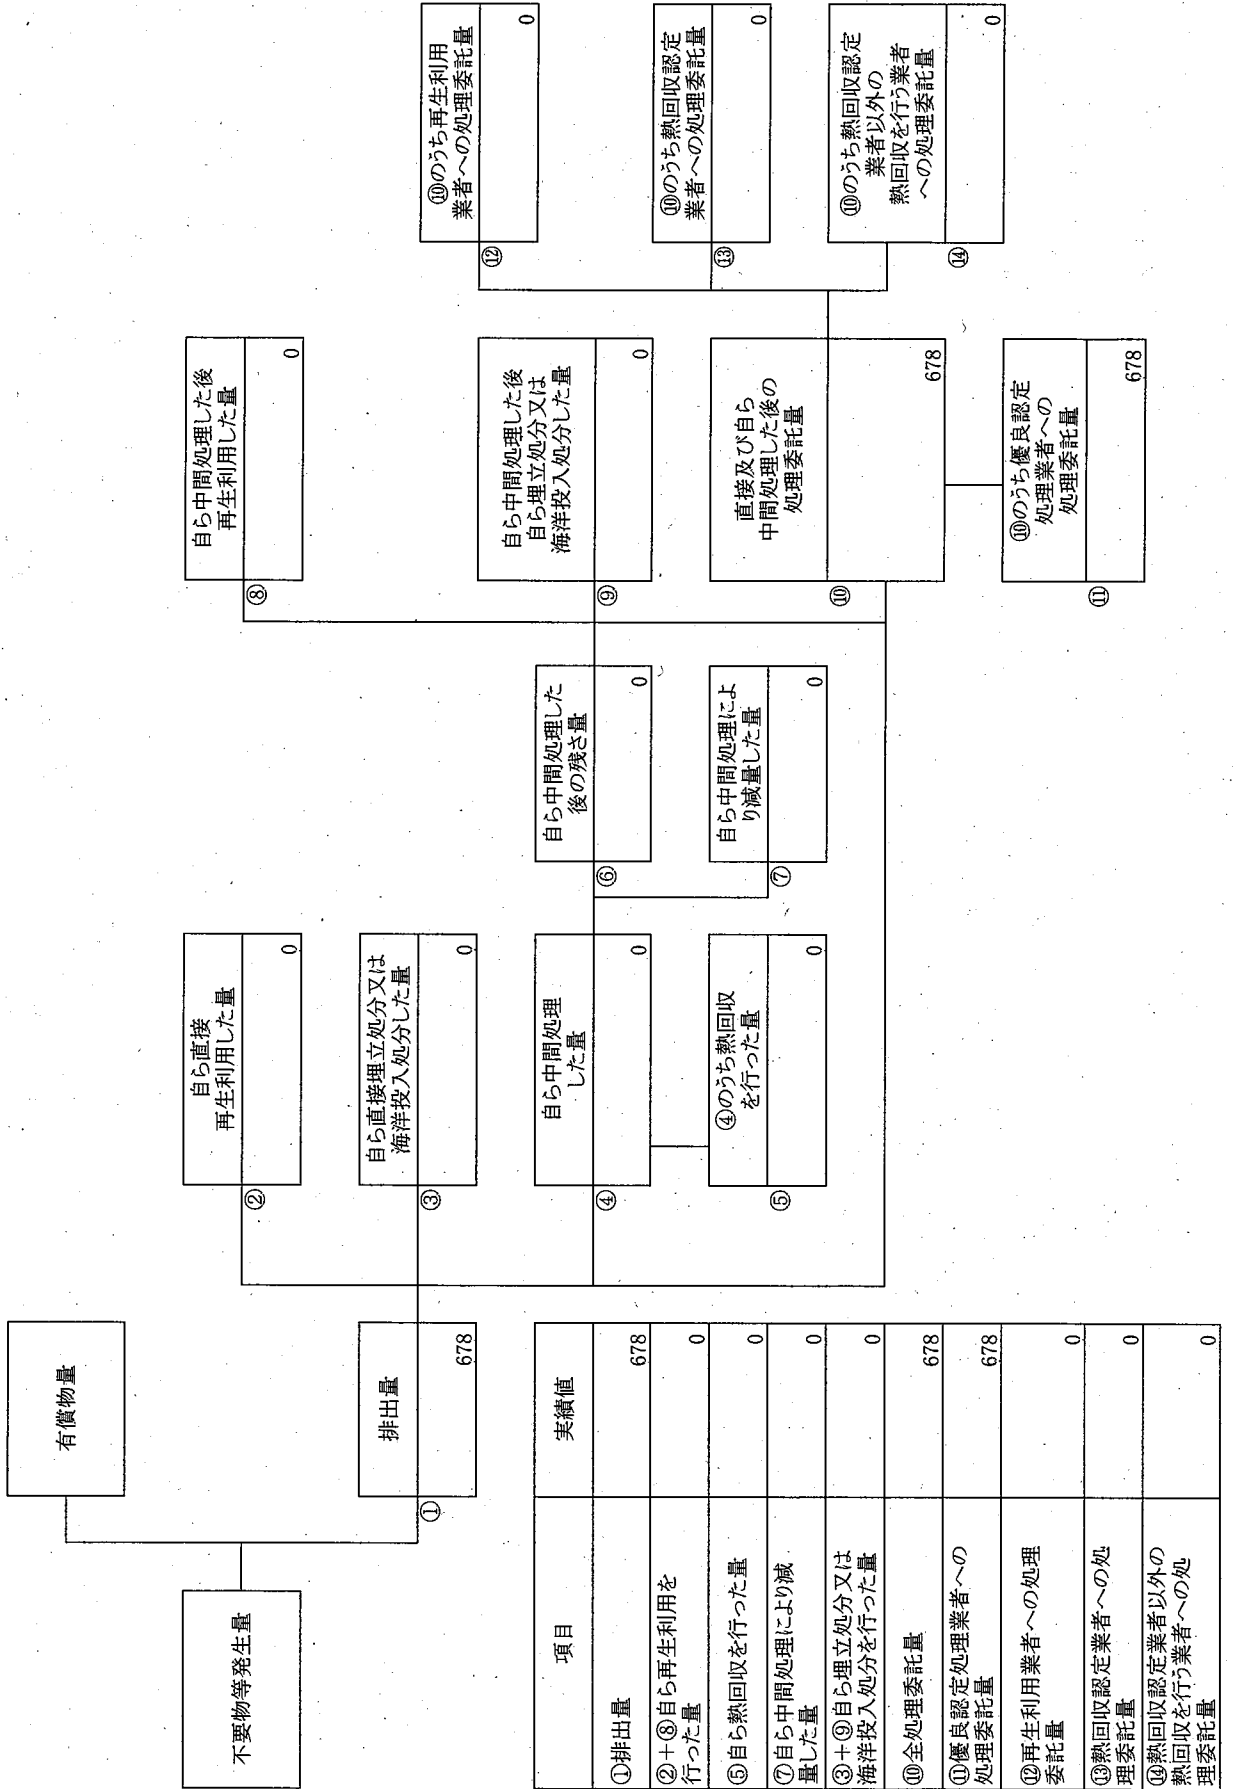 不要物等発生量
有償物量
排出量
①
678
自ら直接
再生利用した量
②
0
自ら直接埋立処分又は
海洋投入処分した量
③
0
自ら中間処理
した量
④
0
④のうち熱回収
を行った量
⑤
0
自ら中間処理した
後の残さ量
⑥
0
自ら中間処理によ
り減量した量
⑦
0
自ら中間処理した後
再生利用した量
⑧
0
自ら中間処理した後
自ら埋立処分又は
海洋投入処分した量
⑨
0
直接及び自ら
中間処理した後の
処理委託量
⑩
678
⑩のうち優良認定
処理業者への
処理委託量
⑪
678
⑩のうち再生利用
業者への処理委託量
⑫
0
⑩のうち熱回収認定
業者への処理委託量
⑬
0
⑩のうち熱回収認定
業者以外の
熱回収を行う業者
への処理委託量
⑭
0
項目 実績値
①排出量 678
②+⑧自ら再生利用を
行った量 0
⑤自ら熱回収を行った量 0
⑦自ら中間処理により減
量した量 0
③+⑨自ら埋立処分又は
海洋投入処分を行った量 0
⑩全処理委託量 678
⑪優良認定処理業者への
処理委託量 678
⑫再生利用業者への処理
委託量 0
⑬熱回収認定業者への処
理委託量 0
⑭熱回収認定業者以外の
熱回収を行う業者への処
理委託量 0